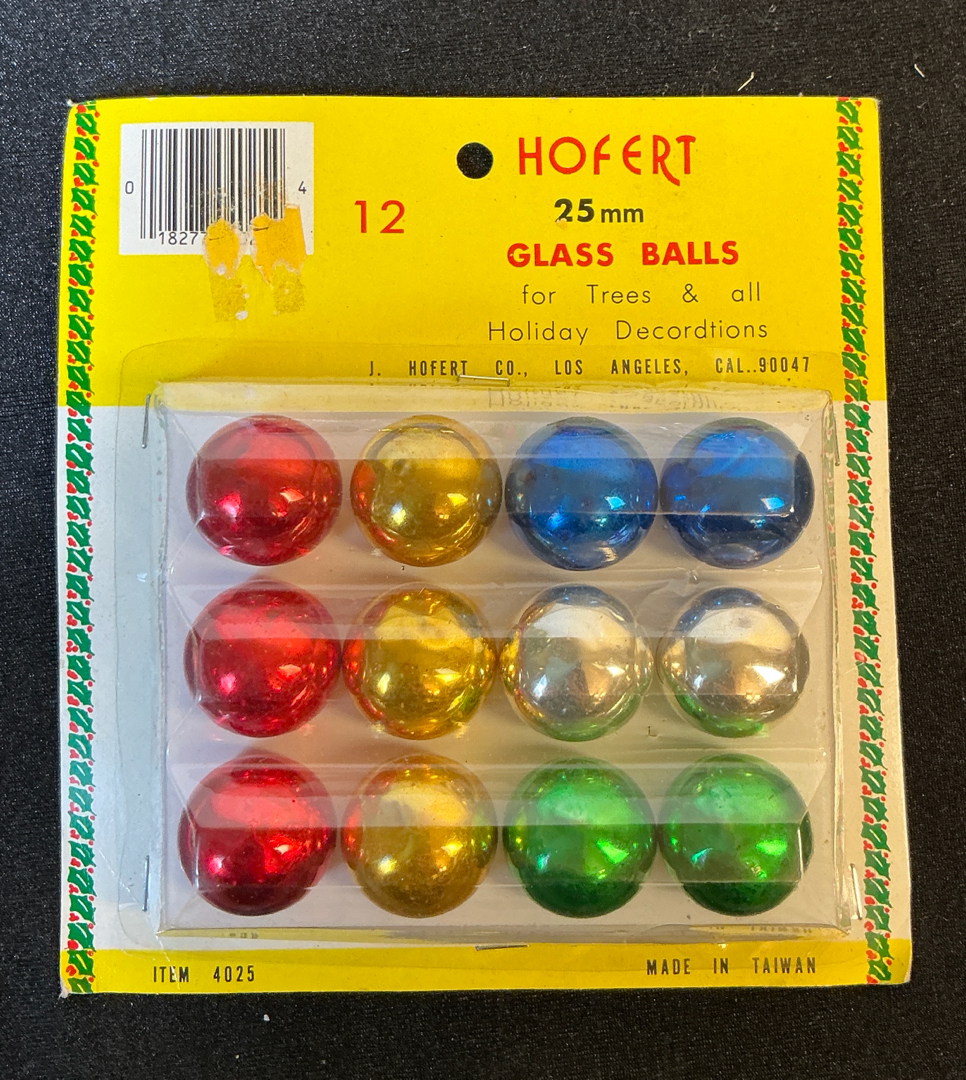 0 4
1827
12
HOFERT
25mm
GLASS BALLS
for Trees & all
Holiday Decordtions
J. HOFERT CO., LOS ANGELES, CAL..90047
ITEM 4025
MADE IN TAIWAN